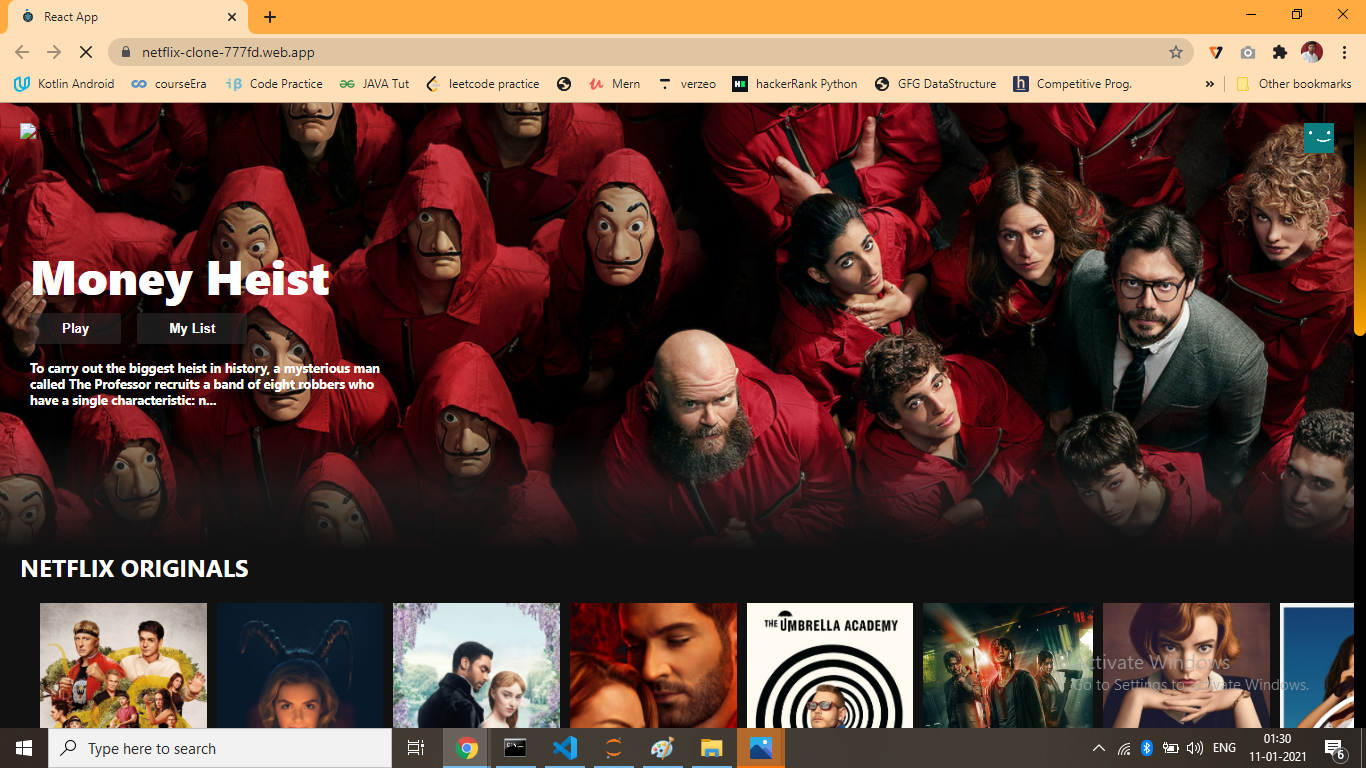 React App
netflix-clone-777fd.web.app
Kotlin Android
courseEra
Code Practice
JAVA Tut
leetcode practice
Mern
verzeo
hackerRank Python
GFG DataStructure
Competitive Prog.
»
Other bookmarks
Money Heist
Play
My List
To carry out the biggest heist in history, a mysterious man
called The Professor recruits a band of eight robbers who
have a single characteristic: n...
NETFLIX ORIGINALS
THE UMBRELLA ACADEMY
Activate Windows
Go to Settings to activate Windows.
Type here to search
ENG
01:30
11-01-2021
6